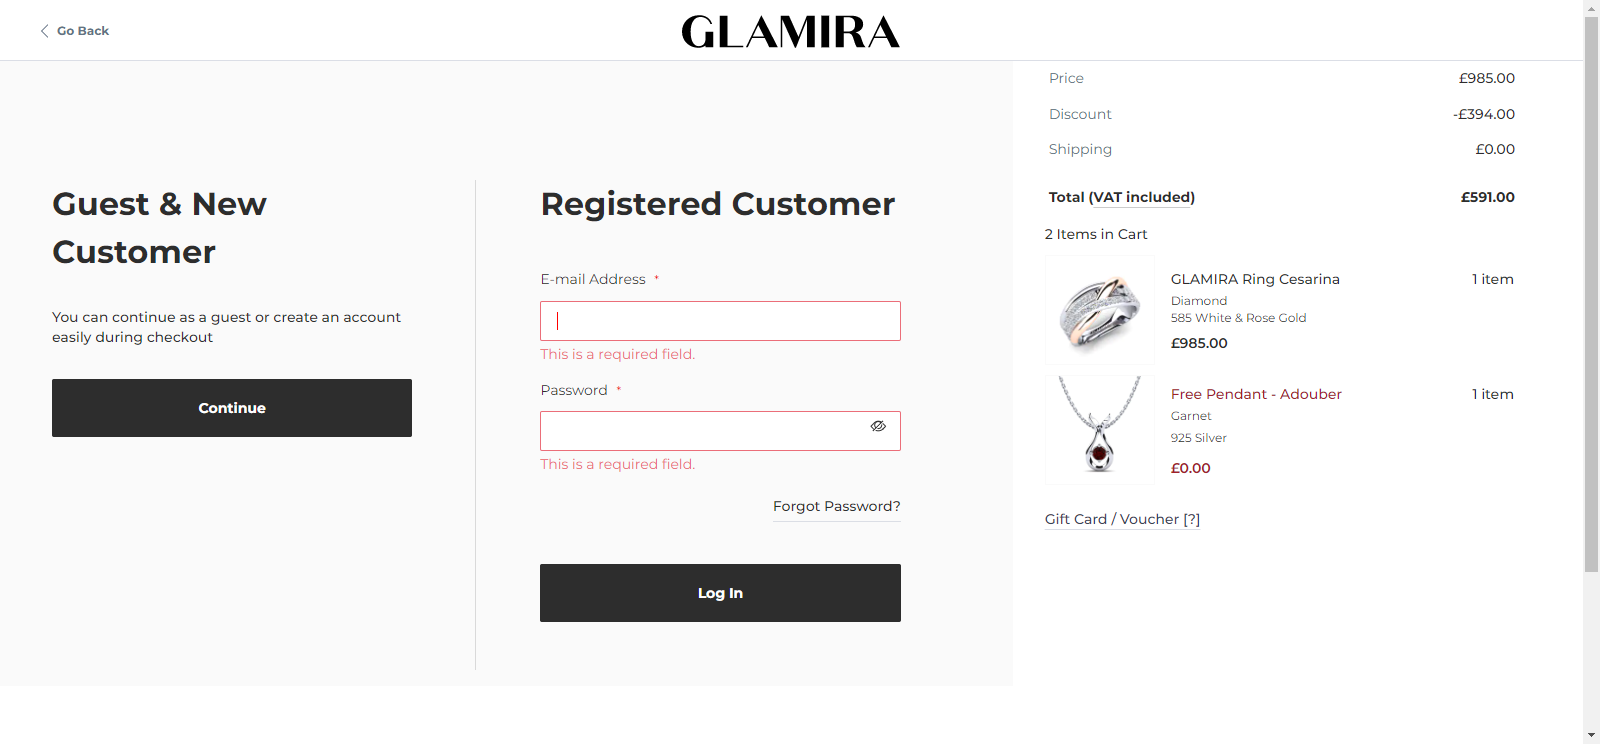 Go Back
GLAMIRA
Guest & New
Customer
You can continue as a guest or create an account
easily during checkout
Continue
Registered Customer
E-mail Address *
This is a required field.
Password *
This is a required field.
Forgot Password?
Log In
Price £985.00
Discount -£394.00
Shipping £0.00
Total (VAT included) £591.00
2 Items in Cart
GLAMIRA Ring Cesarina 1 item
Diamond
585 White & Rose Gold
£985.00
Free Pendant - Adouber 1 item
Garnet
925 Silver
£0.00
Gift Card / Voucher [?]